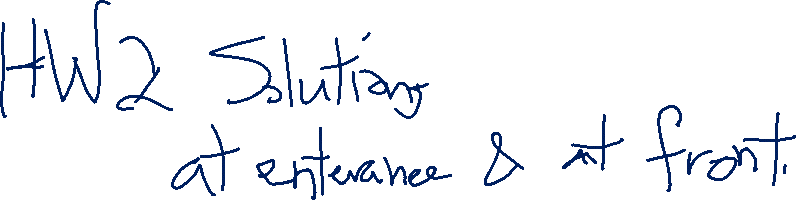 HW2 Solutions
at enterance & at front.